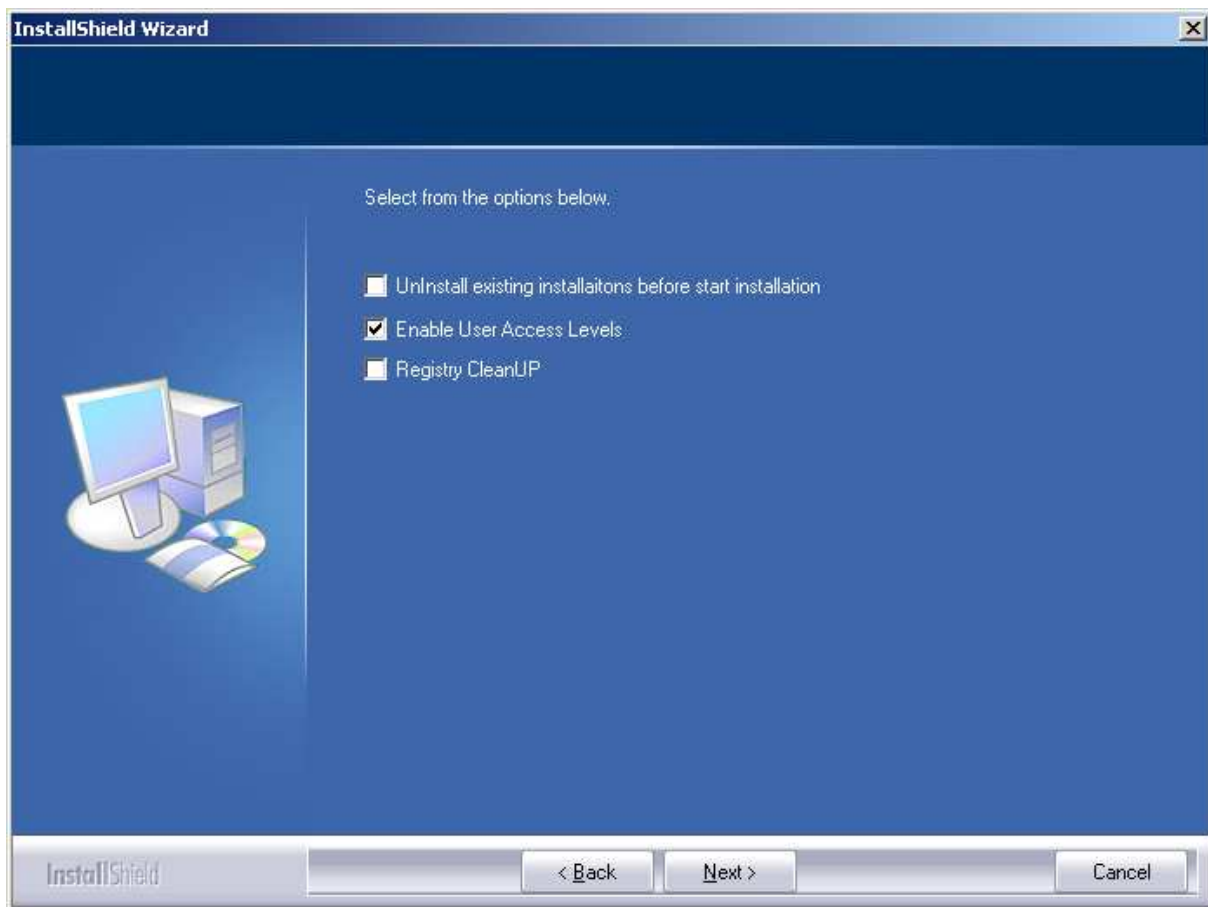 InstallShield Wizard
Select from the options below.
UnInstall existing installaitons before start installation
Enable User Access Levels
Registry CleanUP
InstallShield
< Back
Next >
Cancel